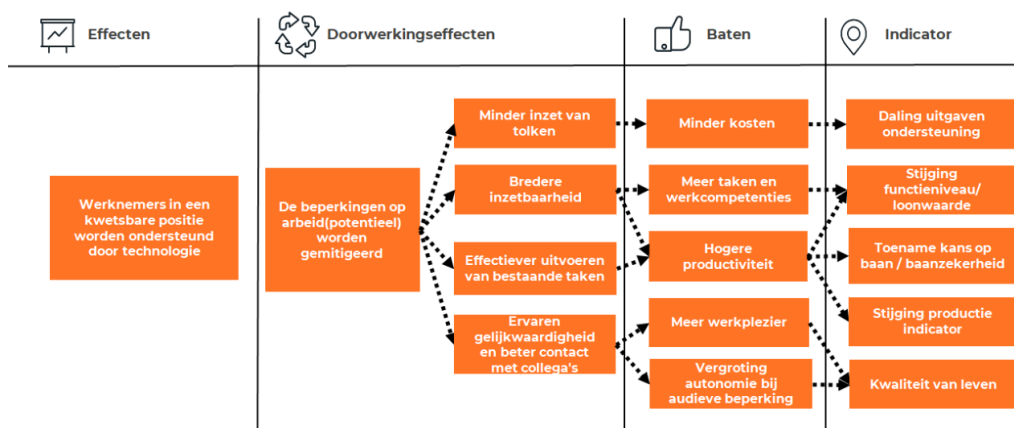 Effecten
Doorwerkingseffecten
Baten
Indicator
Werknemers in een
kwetsbare positie
worden ondersteund
door technologie
De beperkingen op
arbeid(potentieel)
worden
gemitigeerd
Minder inzet van
tolken
Bredere
inzetbaarheid
Effectiever uitvoeren
van bestaande taken
Ervaren
gelijkwaardigheid
en beter contact
met collega's
Minder kosten
Meer taken en
werkcompetenties
Hogere
productiviteit
Meer werkplezier
Vergroting
autonomie bij
audieve beperking
Daling uitgaven
ondersteuning
Stijging
functieniveau/
loonwaarde
Toename kans op
baan / baanzekerheid
Stijging productie
indicator
Kwaliteit van leven